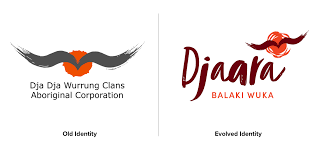 Dja Dja Wurrung Clans
Aboriginal Corporation
Old Identity
Djaara
BALAKI WUKA
Evolved Identity